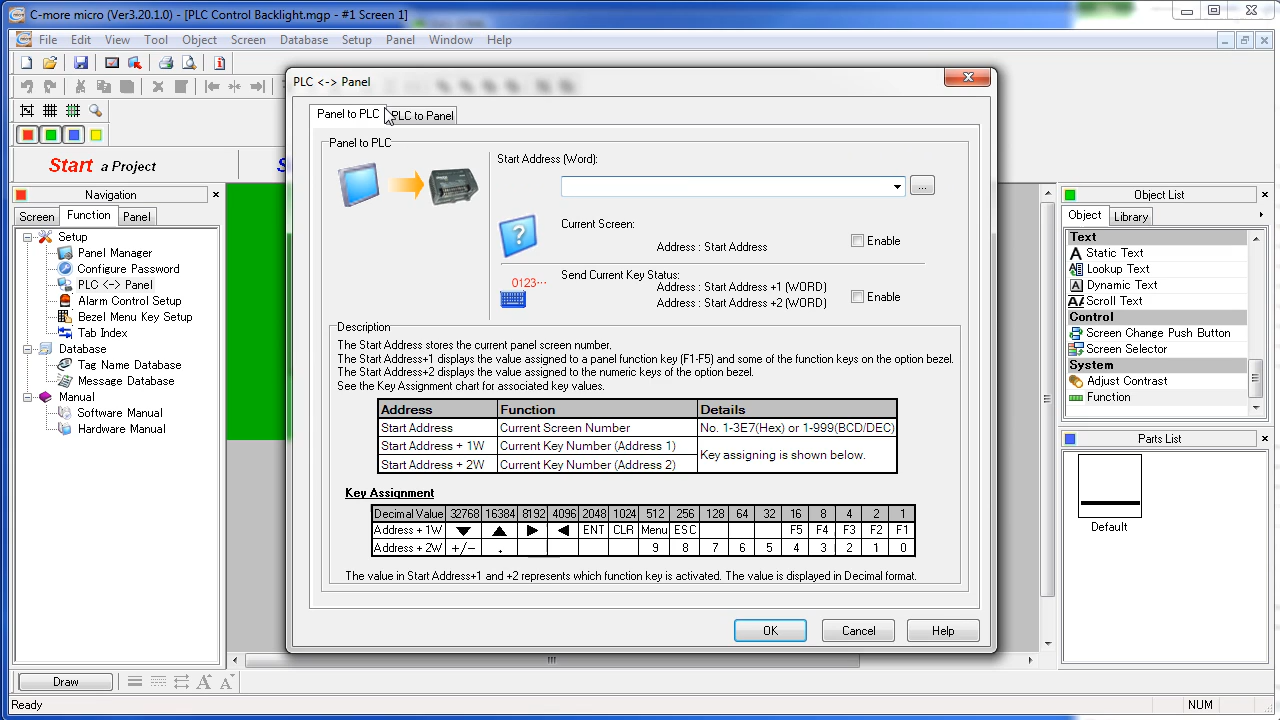 C-more micro (Ver3.20.1.0) - [PLC Control Backlight.mgp - #1 Screen 1]
File Edit View Tool Object Screen Database Setup Panel Window Help
Start a Project
S
Navigation
Screen Function Panel
Setup
Panel Manager
Configure Password
PLC <-> Panel
Alarm Control Setup
Bezel Menu Key Setup
Tab Index
Database
Tag Name Database
Message Database
Manual
Software Manual
Hardware Manual
PLC <-> Panel
Panel to PLC PLC to Panel
Panel to PLC
Start Address (Word):
...
Current Screen:
Address : Start Address
Enable
0123...
Send Current Key Status:
Address : Start Address +1 (WORD)
Address : Start Address +2 (WORD)
Enable
Description
The Start Address stores the current panel screen number.
The Start Address+1 displays the value assigned to a panel function key (F1-F5) and some of the function keys on the option bezel.
The Start Address+2 displays the value assigned to the numeric keys of the option bezel.
See the Key Assignment chart for associated key values.
Address Function Details
Start Address Current Screen Number No. 1-3E7(Hex) or 1-999(BCD/DEC)
Start Address + 1W Current Key Number (Address 1) Key assigning is shown below.
Start Address + 2W Current Key Number (Address 2)
Key Assignment
Decimal Value 32768 16384 8192 4096 2048 1024 512 256 128 64 32 16 8 4 2 1
Address + 1W ▼ ▲ ► ◄ ENT CLR Menu ESC F5 F4 F3 F2 F1
Address + 2W +/- . 9 8 7 6 5 4 3 2 1 0
The value in Start Address+1 and +2 represents which function key is activated. The value is displayed in Decimal format.
OK Cancel Help
Object List
Object Library
Text
Static Text
Lookup Text
Dynamic Text
Scroll Text
Control
Screen Change Push Button
Screen Selector
System
Adjust Contrast
Function
Parts List
Default
Draw
Ready
NUM